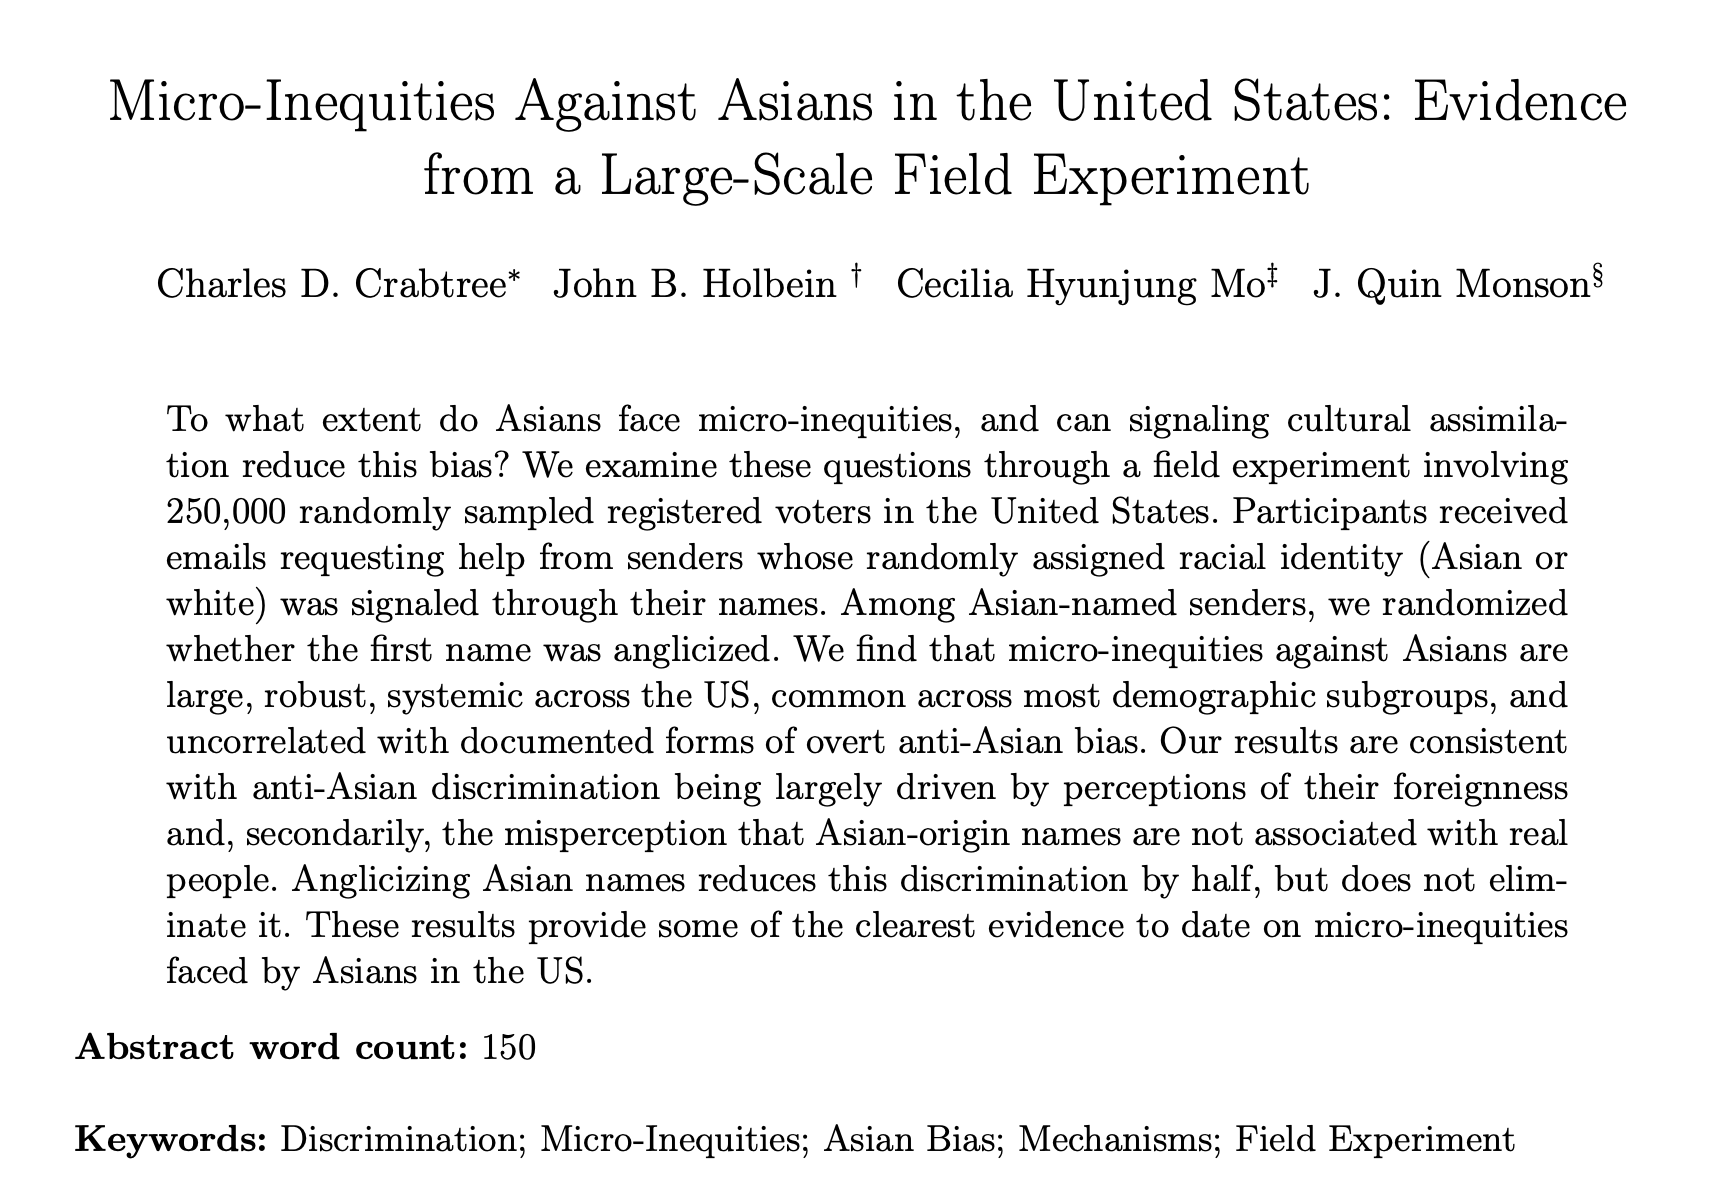 Micro-Inequities Against Asians in the United States: Evidence
from a Large-Scale Field Experiment
Charles D. Crabtree* John B. Holbein † Cecilia Hyunjung Mo‡ J. Quin Monson§
To what extent do Asians face micro-inequities, and can signaling cultural assimila-
tion reduce this bias? We examine these questions through a field experiment involving
250,000 randomly sampled registered voters in the United States. Participants received
emails requesting help from senders whose randomly assigned racial identity (Asian or
white) was signaled through their names. Among Asian-named senders, we randomized
whether the first name was anglicized. We find that micro-inequities against Asians are
large, robust, systemic across the US, common across most demographic subgroups, and
uncorrelated with documented forms of overt anti-Asian bias. Our results are consistent
with anti-Asian discrimination being largely driven by perceptions of their foreignness
and, secondarily, the misperception that Asian-origin names are not associated with real
people. Anglicizing Asian names reduces this discrimination by half, but does not elim-
inate it. These results provide some of the clearest evidence to date on micro-inequities
faced by Asians in the US.
Abstract word count: 150
Keywords: Discrimination; Micro-Inequities; Asian Bias; Mechanisms; Field Experiment